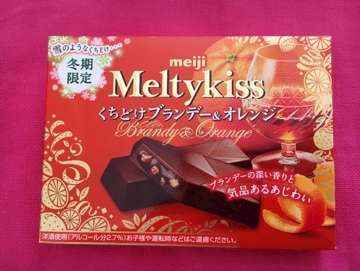 雪のようなくちどけ…
冬期
限定
meiji
Meltykiss
くちどけブランデー&オレンジ
Brandy & Orange
ブランデーの深い香りと
気品あるあじわい
洋酒使用(アルコール分2.7%)お子様や運転時などはご遠慮ください。